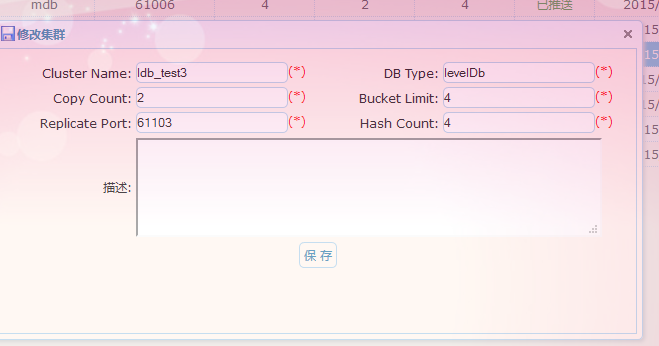 mdb 61006 4 2 4 已推送 2015/
修改集群
Cluster Name: ldb_test3 (*) DB Type: levelDb (*)
Copy Count: 2 (*) Bucket Limit: 4 (*)
Replicate Port: 61103 (*) Hash Count: 4 (*)
描述:
保 存